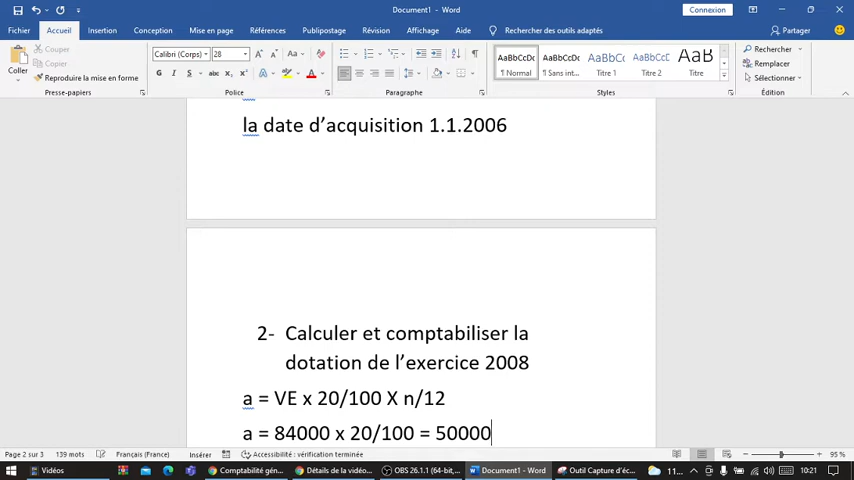 Document1 - Word
Connexion
Fichier Accueil Insertion Conception Mise en page Références Publipostage Révision Affichage Rechercher des outils adaptés Partager
Coller
Couper
Copier
Reproduire la mise en forme
Presse-papiers
Calibri (Corps) 28
Police
Paragraphe
AaBbCcDc AaBbCcDc AaBbCc AaBbCcC AaB
¶ Normal ¶ Sans int... Titre 1 Titre 2 Titre
Styles
Rechercher
Remplacer
Sélectionner
Édition
la date d’acquisition 1.1.2006
2- Calculer et comptabiliser la
dotation de l’exercice 2008
a = VE x 20/100 X n/12
a = 84000 x 20/100 = 50000
Page 2 sur 3 139 mots Français (France) Insérer Accessibilité : vérification terminée 95 %
Vidéos Comptabilité géné... Détails de la vidéo... OBS 26.1.1 (64-bit,... Document1 - Word Outil Capture d’éc... 11... 10:21